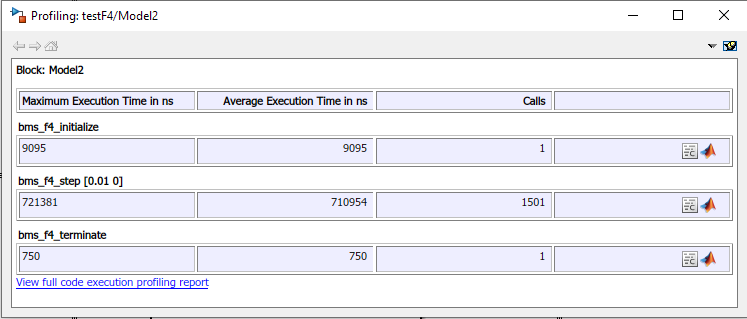 Profiling: testF4/Model2
Block: Model2
Maximum Execution Time in ns Average Execution Time in ns Calls
bms_f4_initialize
9095 9095 1
bms_f4_step [0.01 0]
721381 710954 1501
bms_f4_terminate
750 750 1
View full code execution profiling report